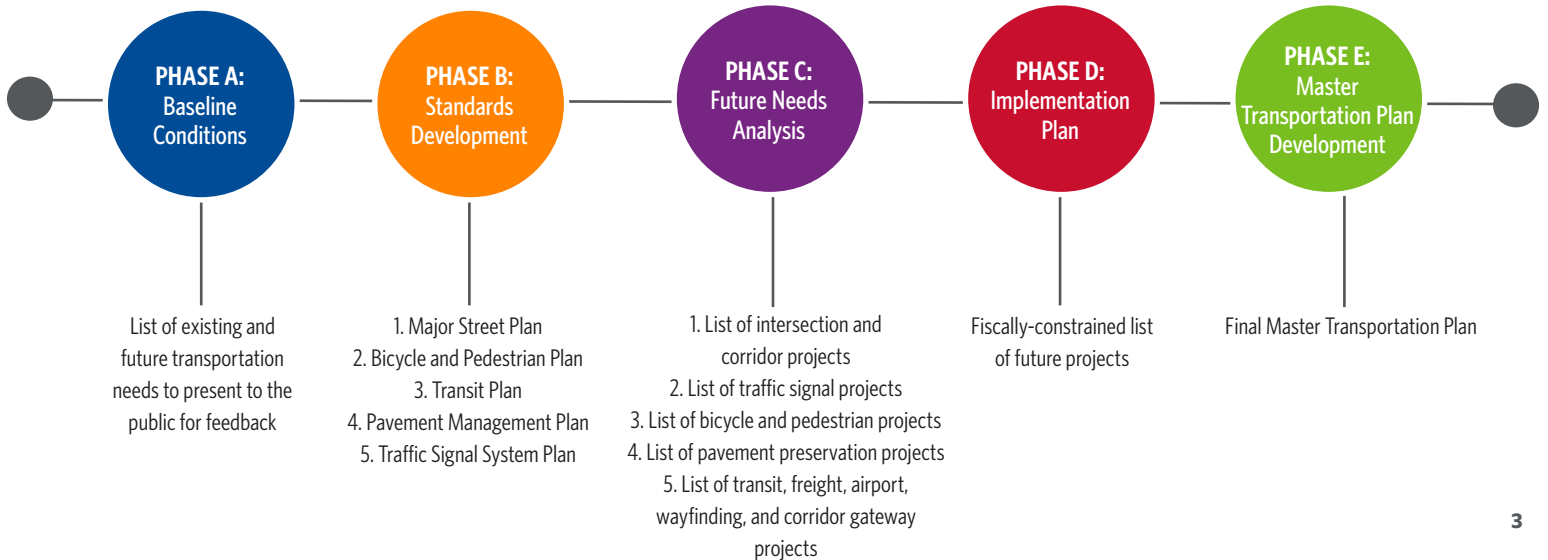 PHASE A:
Baseline
Conditions
PHASE B:
Standards
Development
PHASE C:
Future Needs
Analysis
PHASE D:
Implementation
Plan
PHASE E:
Master
Transportation Plan
Development
List of existing and
future transportation
needs to present to the
public for feedback
1. Major Street Plan
2. Bicycle and Pedestrian Plan
3. Transit Plan
4. Pavement Management Plan
5. Traffic Signal System Plan
1. List of intersection and
corridor projects
2. List of traffic signal projects
3. List of bicycle and pedestrian projects
4. List of pavement preservation projects
5. List of transit, freight, airport,
wayfinding, and corridor gateway
projects
Fiscally-constrained list
of future projects
Final Master Transportation Plan
3